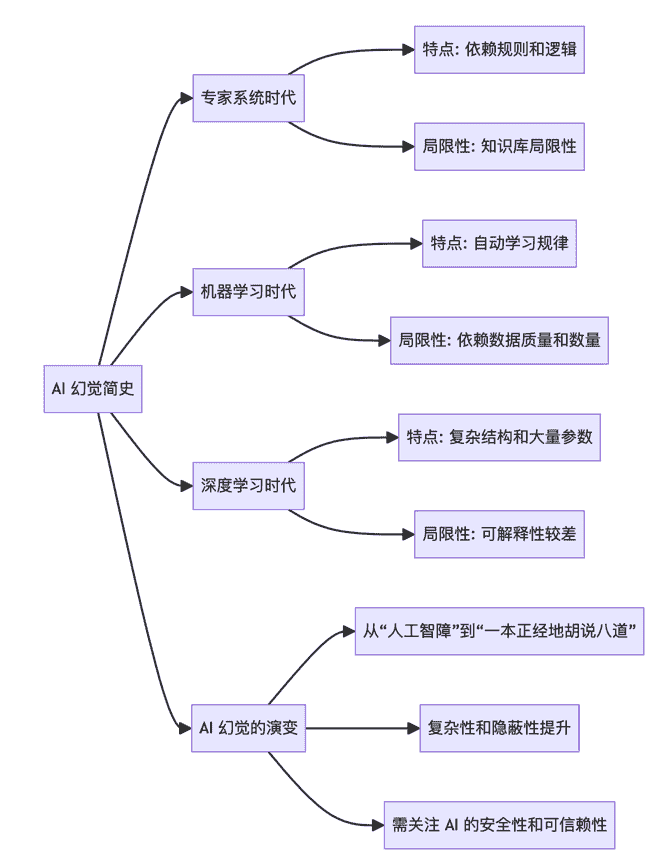 AI 幻觉简史
专家系统时代
特点: 依赖规则和逻辑
局限性: 知识库局限性
机器学习时代
特点: 自动学习规律
局限性: 依赖数据质量和数量
深度学习时代
特点: 复杂结构和大量参数
局限性: 可解释性较差
AI 幻觉的演变
从“人工智障”到“一本正经地胡说八道”
复杂性和隐蔽性提升
需关注 AI 的安全性和可信赖性